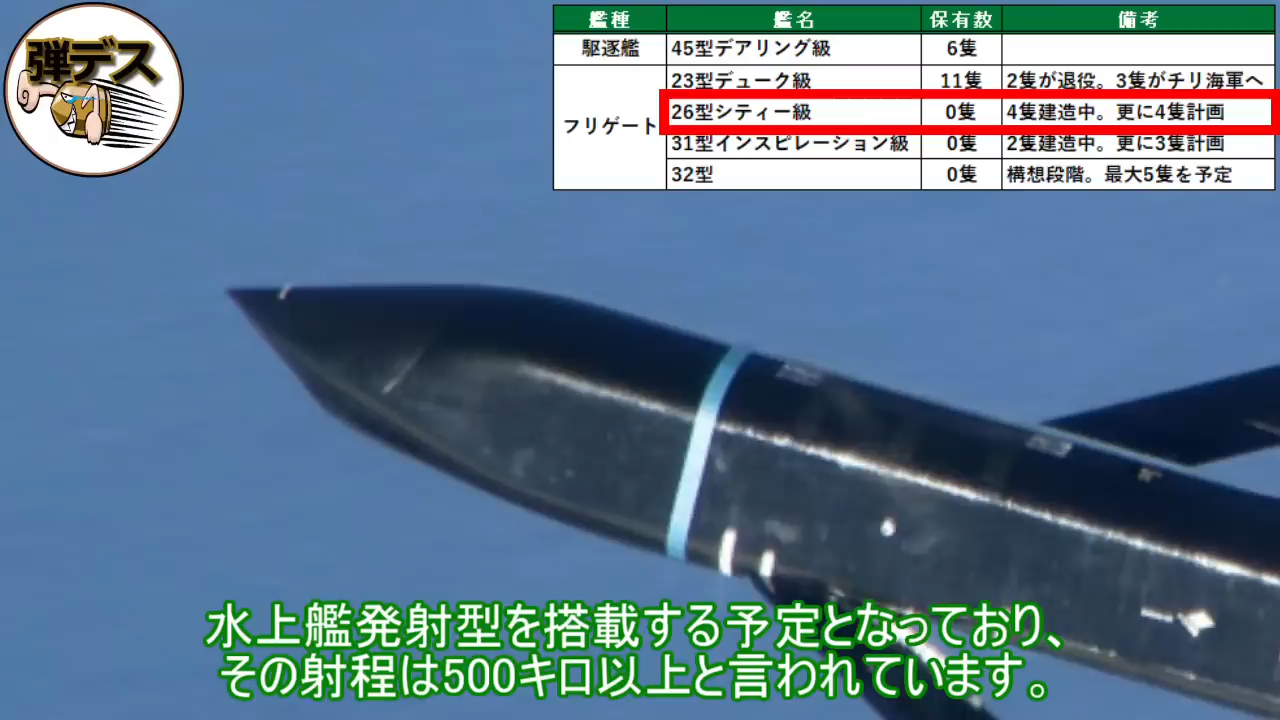 弾デス
艦種 艦名 保有数 備考
駆逐艦 45型デアリング級 6隻
フリゲート 23型デューク級 11隻 2隻が退役。3隻がチリ海軍へ
26型シティー級 0隻 4隻建造中。更に4隻計画
31型インスピレーション級 0隻 2隻建造中。更に3隻計画
32型 0隻 構想段階。最大5隻を予定
水上艦発射型を搭載する予定となっており、
その射程は500キロ以上と言われています。